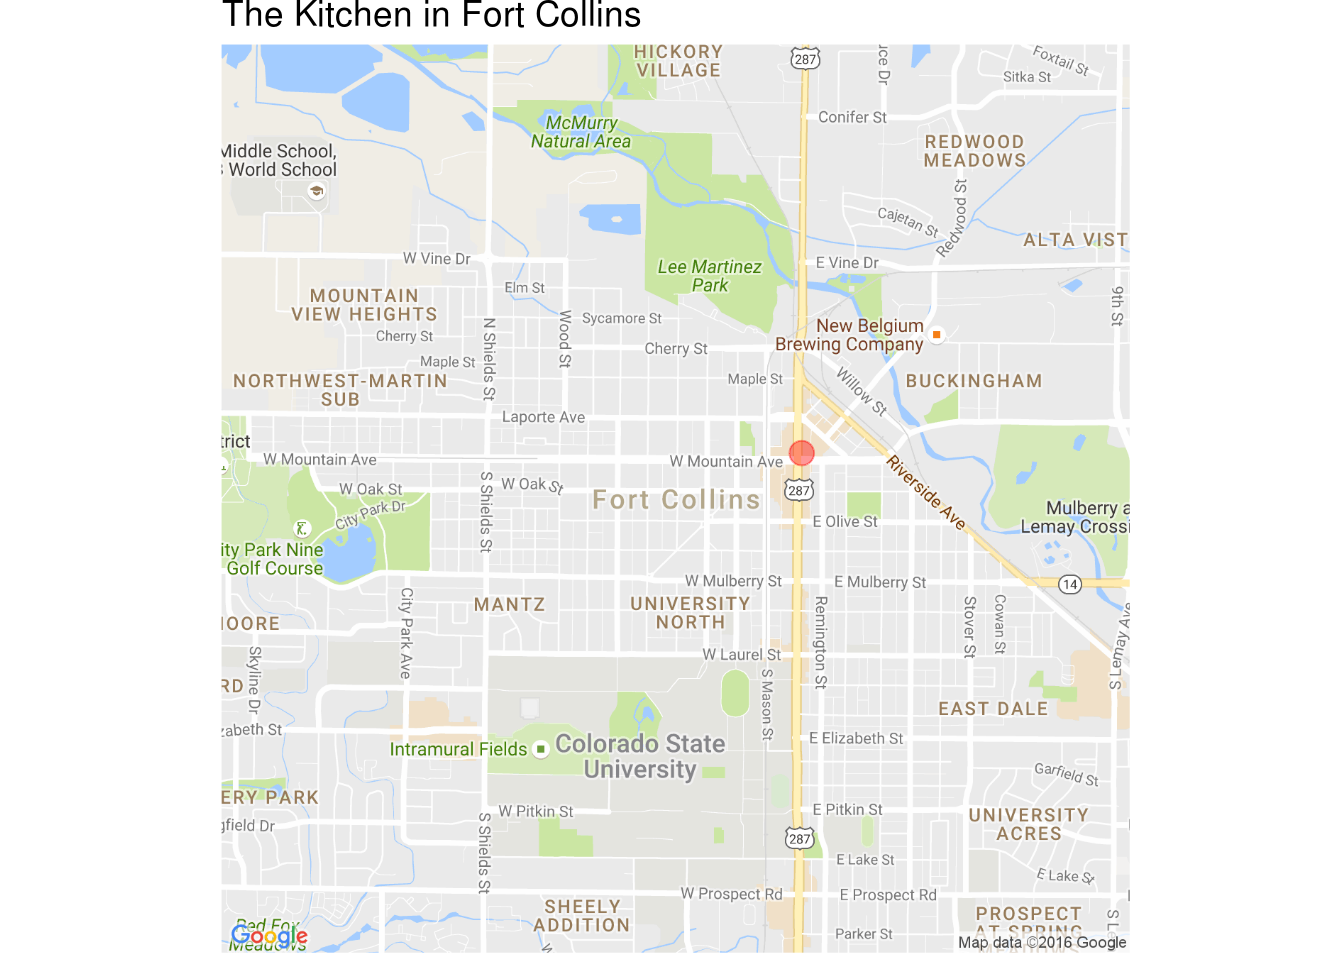 The Kitchen in Fort Collins
HICKORY
VILLAGE
287
uce Dr
Foxtail St
Sitka St
Conifer St
McMurry
Natural Area
REDWOOD
MEADOWS
Middle School,
World School
Redwood St
Cajetan St
ALTA VIST
W Vine Dr
E Vine Dr
Lee Martinez
Park
Elm St
MOUNTAIN
VIEW HEIGHTS
9th St
Sycamore St
Wood St
N Shields St
Cherry St
Cherry St
New Belgium
Brewing Company
Maple St
Maple St
Willow St
NORTHWEST-MARTIN
SUB
BUCKINGHAM
Laporte Ave
trict
W Mountain Ave
W Mountain Ave
Riverside Ave
W Oak St
W Oak St
S Shields St
287
Fort Collins
City Park Dr
E Olive St
Mulberry a
Lemay Crossi
ity Park Nine
Golf Course
W Mulberry St
E Mulberry St
14
MANTZ
UNIVERSITY
NORTH
City Park Ave
Remington St
Stover St
Cowan St
S Lemay Ave
MOORE
Skyline Dr
W Laurel St
S Mason St
RD
EAST DALE
zabeth St
E Elizabeth St
Intramural Fields
Colorado State
University
Garfield St
ERY PARK
W Pitkin St
E Pitkin St
UNIVERSITY
ACRES
gfield Dr
S Shields St
287
E Lake St
E Lake St
W Prospect Rd
E Prospect Rd
SHEELY
ADDITION
PROSPECT
AT SPRING
MEADOWS
S Le
Red Fox
Meadows
Parker St
W
Google
Map data ©2016 Google